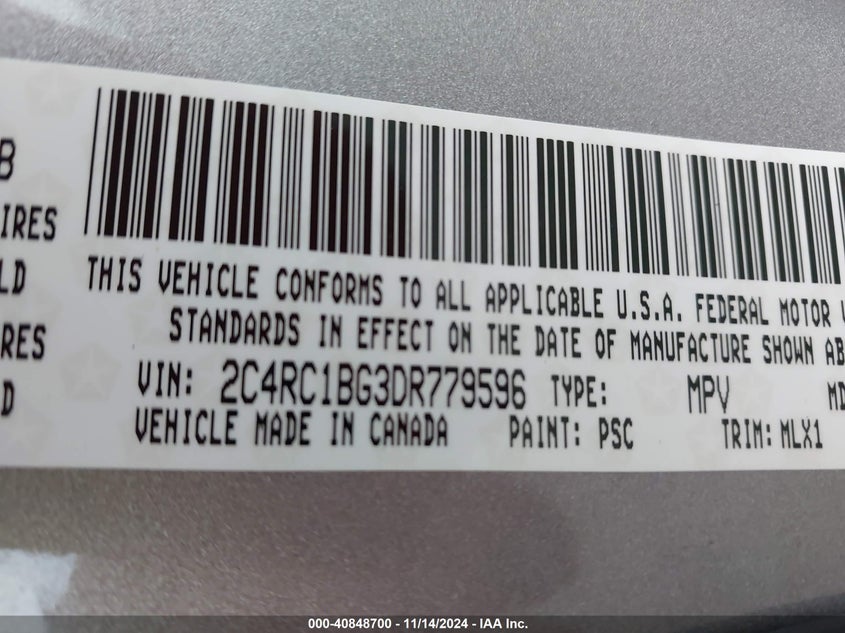 B
IRES
LD
RES
D
THIS VEHICLE CONFORMS TO ALL APPLICABLE U.S.A. FEDERAL MOTOR V
STANDARDS IN EFFECT ON THE DATE OF MANUFACTURE SHOWN AB
VIN: 2C4RC1BG3DR779596 TYPE: MPV MD
VEHICLE MADE IN CANADA PAINT: PSC TRIM: MLX1
000-40848700 - 11/14/2024 - IAA Inc.